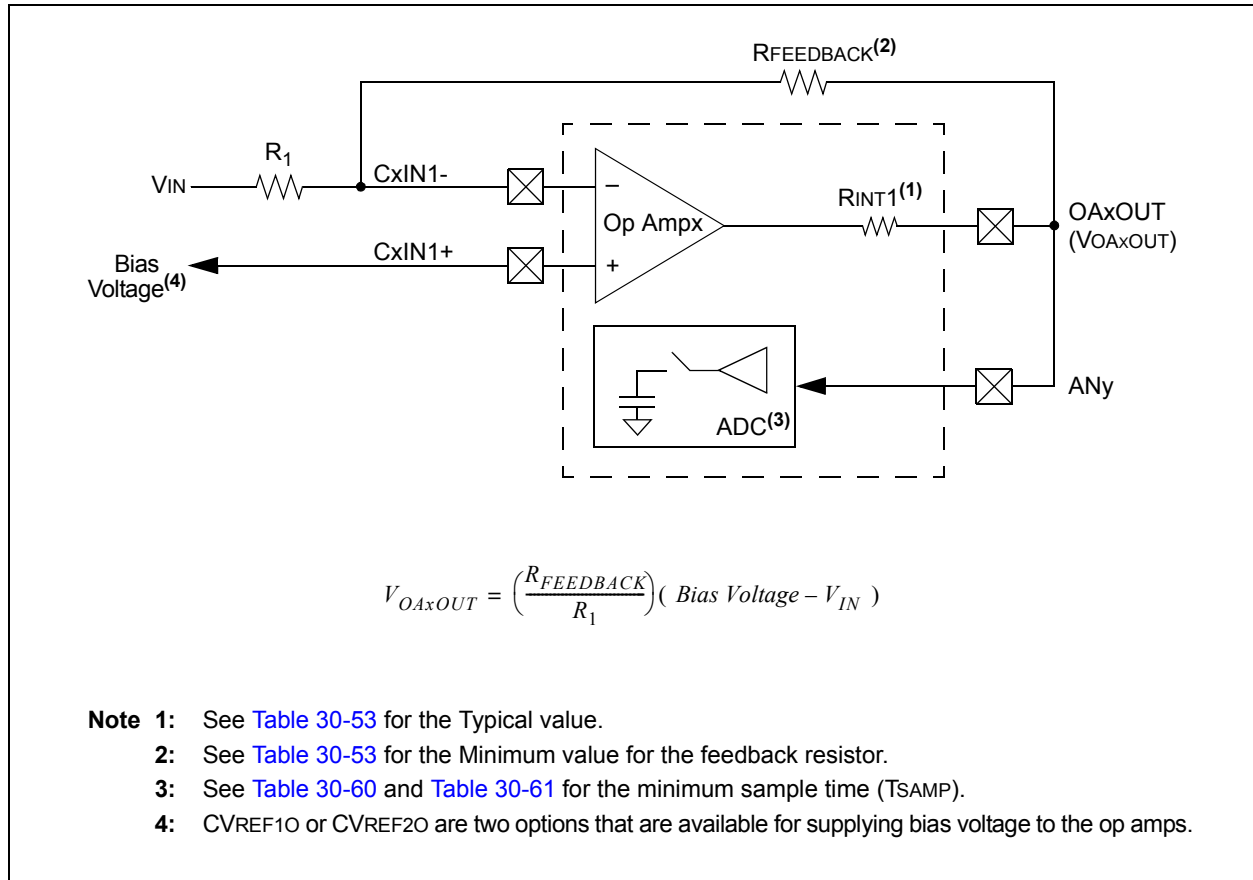 RFEEDBACK(2)
R1
VIN
CxIN1-
–
Op Ampx
RINT1(1)
OAxOUT
(VOAxOUT)
CxIN1+
+
Bias
Voltage(4)
ADC(3)
ANy
V_OAxOUT = (R_FEEDBACK / R_1) ( Bias Voltage – V_IN )
Note 1: See Table 30-53 for the Typical value.
2: See Table 30-53 for the Minimum value for the feedback resistor.
3: See Table 30-60 and Table 30-61 for the minimum sample time (TSAMP).
4: CVREF1O or CVREF2O are two options that are available for supplying bias voltage to the op amps.